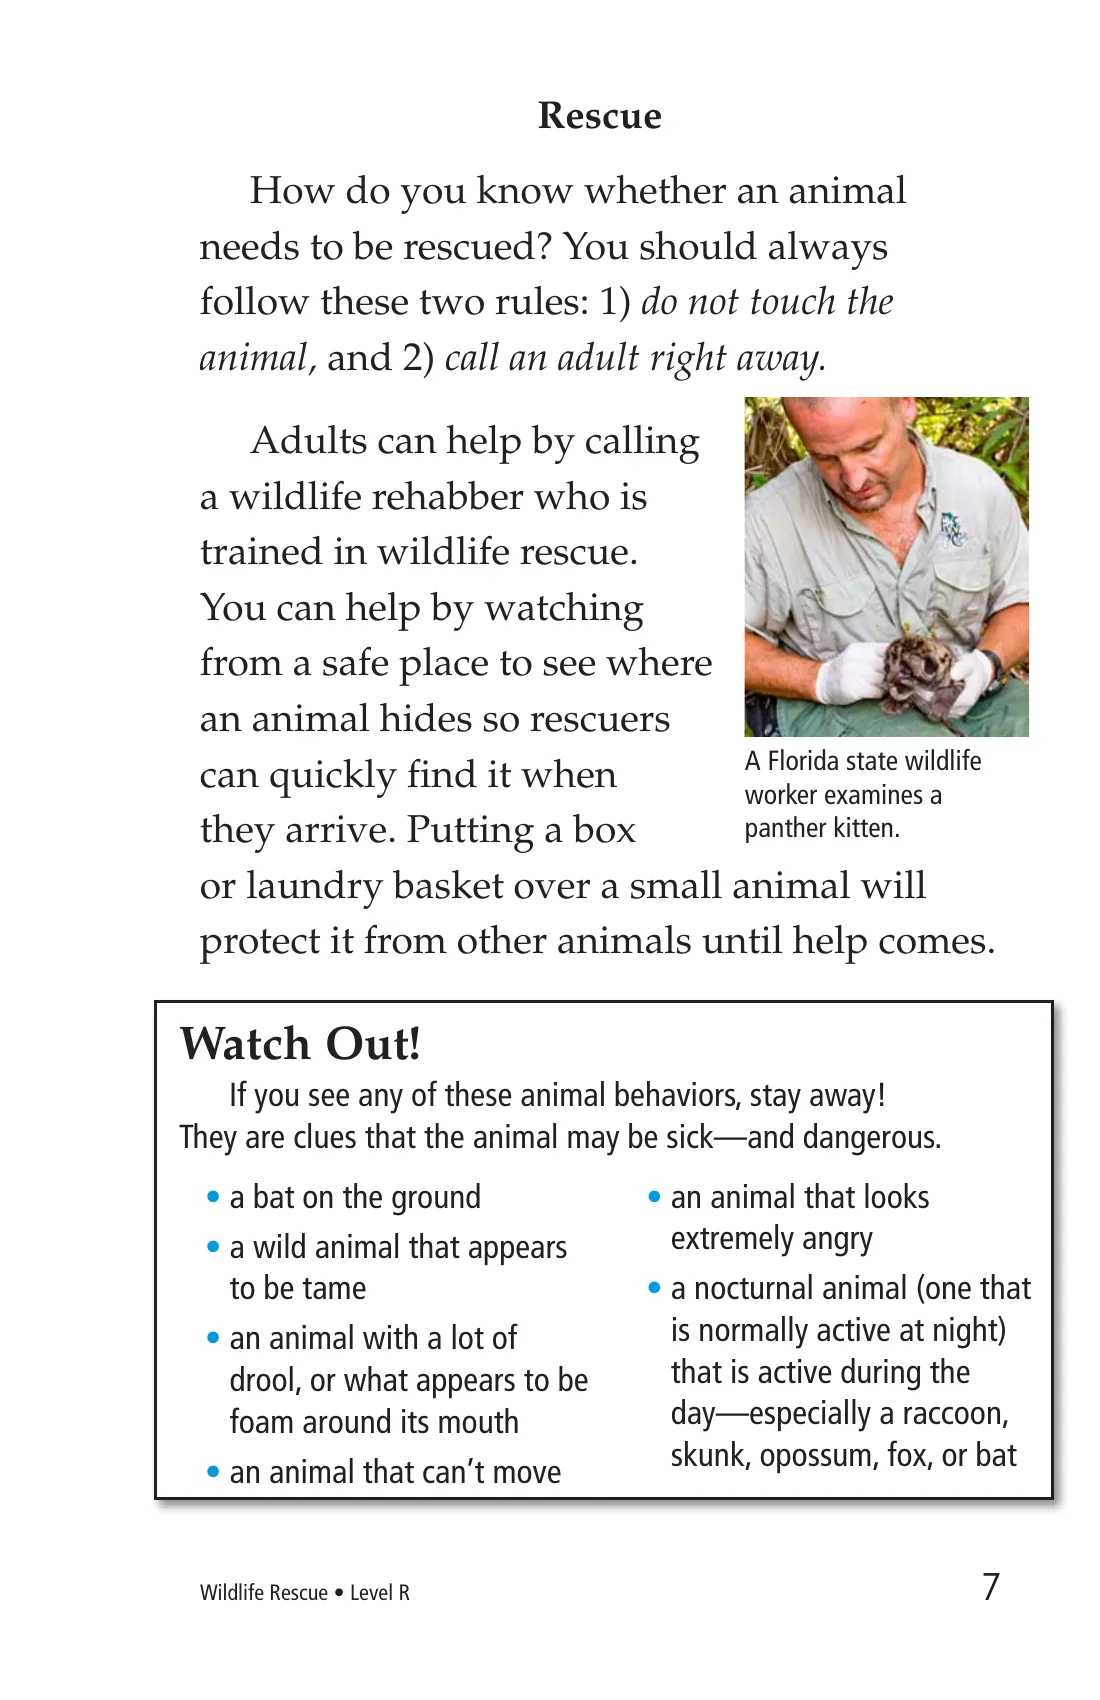 Rescue
How do you know whether an animal
needs to be rescued? You should always
follow these two rules: 1) do not touch the
animal, and 2) call an adult right away.
Adults can help by calling
a wildlife rehabber who is
trained in wildlife rescue.
You can help by watching
from a safe place to see where
an animal hides so rescuers
can quickly find it when
they arrive. Putting a box
or laundry basket over a small animal will
protect it from other animals until help comes.
A Florida state wildlife
worker examines a
panther kitten.
Watch Out!
If you see any of these animal behaviors, stay away!
They are clues that the animal may be sick—and dangerous.
• a bat on the ground
• a wild animal that appears
to be tame
• an animal with a lot of
drool, or what appears to be
foam around its mouth
• an animal that can’t move
• an animal that looks
extremely angry
• a nocturnal animal (one that
is normally active at night)
that is active during the
day—especially a raccoon,
skunk, opossum, fox, or bat
Wildlife Rescue • Level R
7